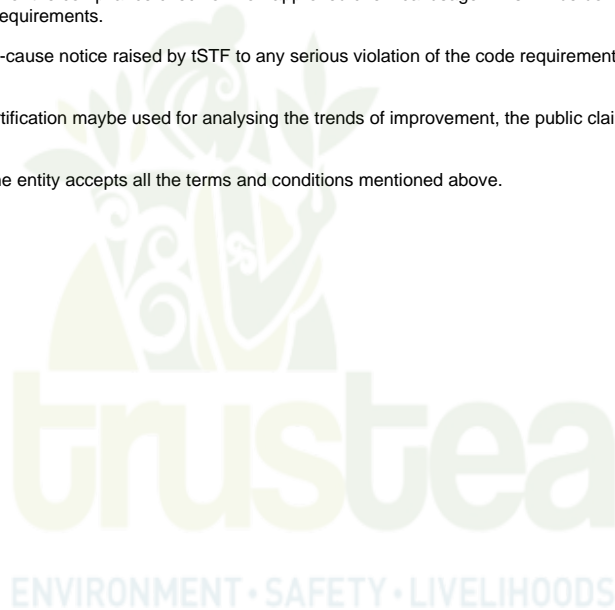 equirements.
-cause notice raised by tSTF to any serious violation of the code requirement
rtification maybe used for analysing the trends of improvement, the public clai
ne entity accepts all the terms and conditions mentioned above.
trustea
ENVIRONMENT • SAFETY • LIVELIHOODS